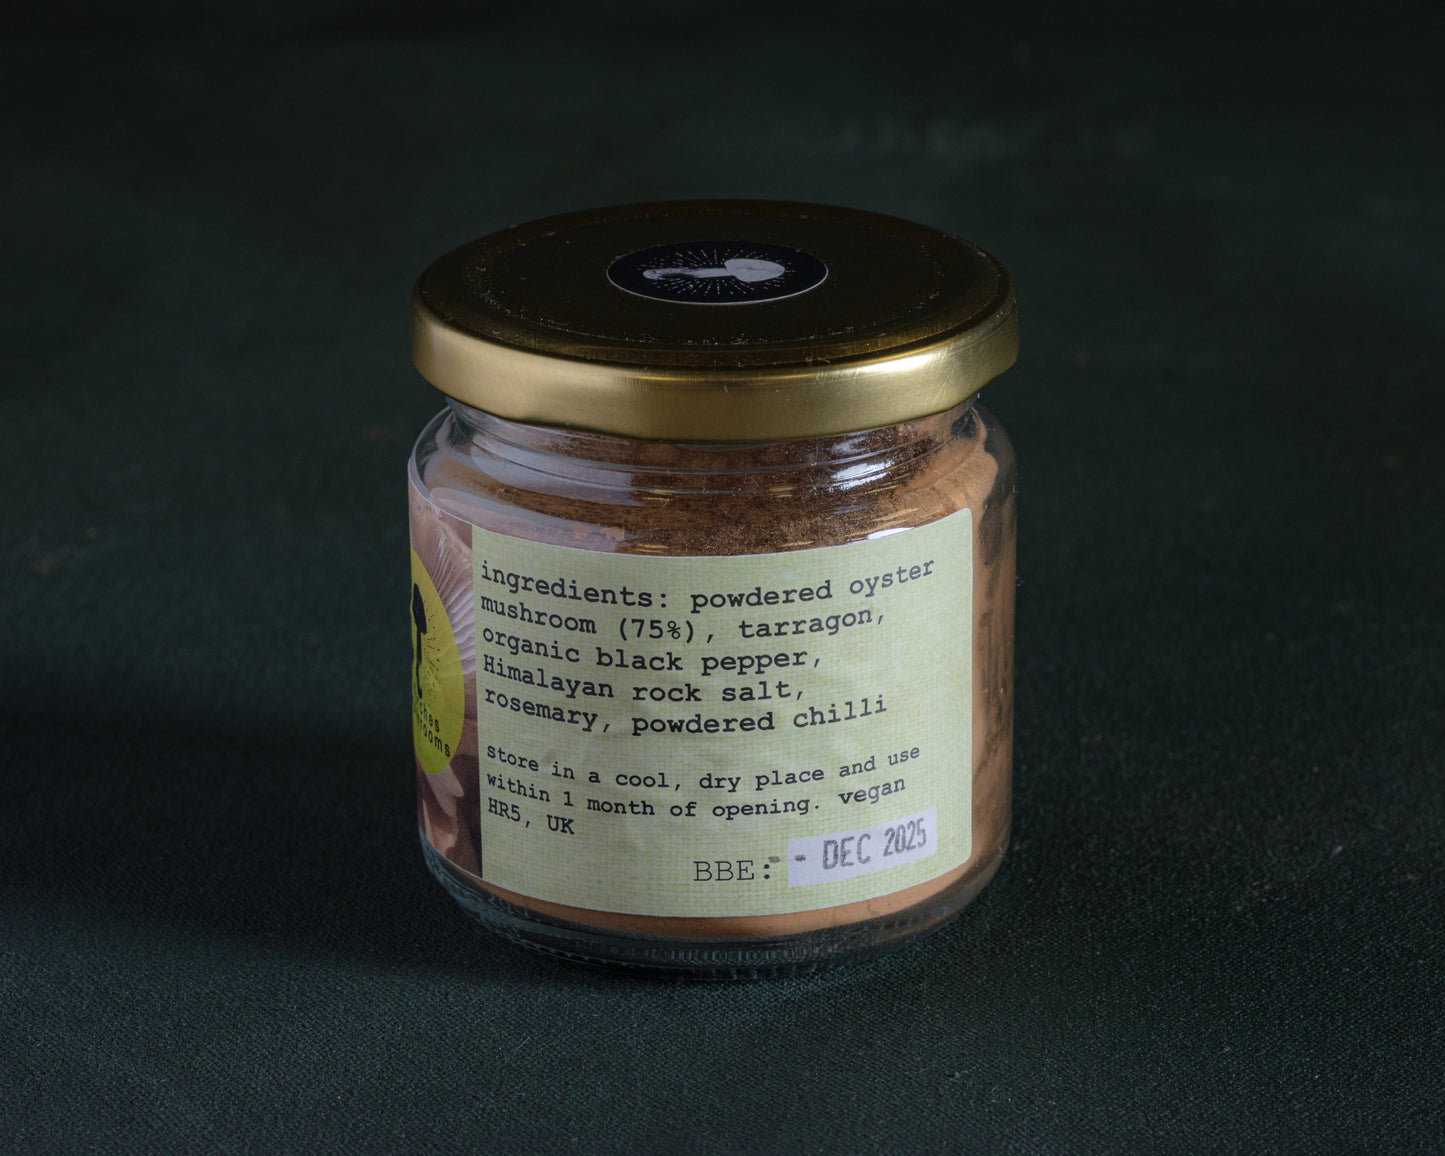 ingredients: powdered oyster
mushroom (75%), tarragon,
organic black pepper,
Himalayan rock salt,
rosemary, powdered chilli
store in a cool, dry place and use
within 1 month of opening. vegan
HR5, UK
BBE: - DEC 2025